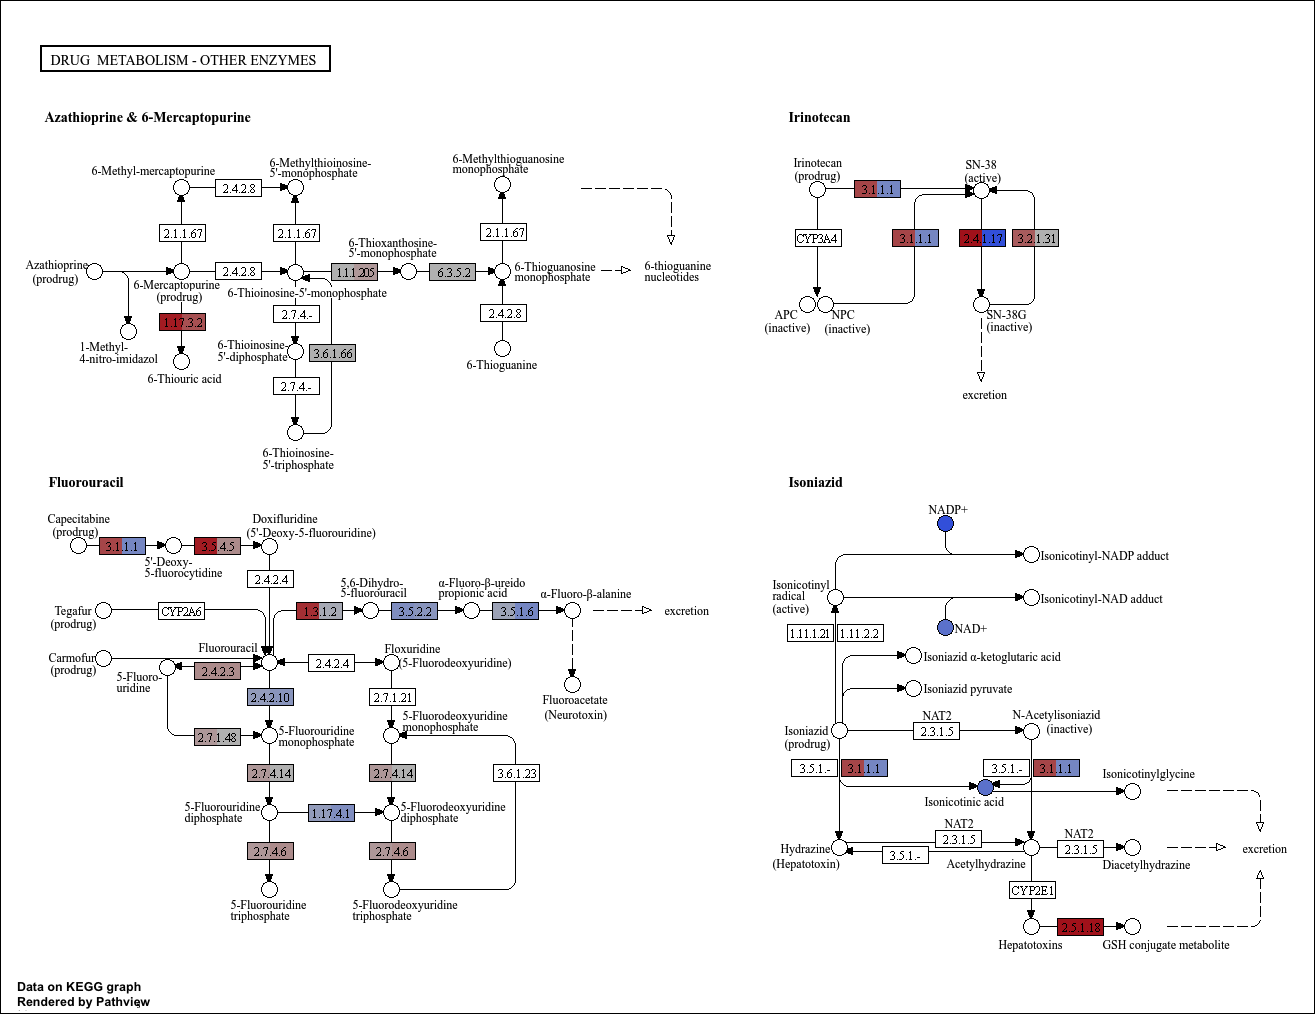 DRUG METABOLISM - OTHER ENZYMES
Azathioprine & 6-Mercaptopurine
6-Methyl-mercaptopurine
2.4.2.8
6-Methylthioinosine-
5'-monophosphate
6-Methylthioguanosine
monophosphate
2.1.1.67
2.1.1.67
2.1.1.67
6-Thioxanthosine-
5'-monophosphate
Azathioprine
(prodrug)
6-Mercaptopurine
(prodrug)
2.4.2.8
6-Thioinosine-5'-monophosphate
1.1.1.205
6.3.5.2
6-Thioguanosine
monophosphate
6-thioguanine
nucleotides
1.17.3.2
2.7.4.-
2.4.2.8
1-Methyl-
4-nitro-imidazol
6-Thiouric acid
6-Thioinosine-
5'-diphosphate
3.6.1.66
6-Thioguanine
2.7.4.-
6-Thioinosine-
5'-triphosphate
Irinotecan
Irinotecan
(prodrug)
3.1.1.1
SN-38
(active)
CYP3A4
3.1.1.1
2.4.1.17
3.2.1.31
APC
(inactive)
NPC
(inactive)
SN-38G
(inactive)
excretion
Fluorouracil
Capecitabine
(prodrug)
3.1.1.1
5'-Deoxy-
5-fluorocytidine
3.5.4.5
Doxifluridine
(5'-Deoxy-5-fluorouridine)
2.4.2.4
Tegafur
(prodrug)
CYP2A6
1.3.1.2
5,6-Dihydro-
5-fluorouracil
3.5.2.2
α-Fluoro-β-ureido
propionic acid
3.5.1.6
α-Fluoro-β-alanine
excretion
Carmofur
(prodrug)
Fluorouracil
5-Fluoro-
uridine
2.4.2.3
2.4.2.4
Floxuridine
(5-Fluorodeoxyuridine)
2.4.2.10
2.7.1.21
Fluoroacetate
(Neurotoxin)
2.7.1.48
5-Fluorouridine
monophosphate
5-Fluorodeoxyuridine
monophosphate
2.7.4.14
2.7.4.14
3.6.1.23
5-Fluorouridine
diphosphate
1.17.4.1
5-Fluorodeoxyuridine
diphosphate
2.7.4.6
2.7.4.6
5-Fluorouridine
triphosphate
5-Fluorodeoxyuridine
triphosphate
Isoniazid
NADP+
Isonicotinyl-NADP adduct
Isonicotinyl
radical
(active)
Isonicotinyl-NAD adduct
NAD+
1.11.1.21
1.11.2.2
Isoniazid α-ketoglutaric acid
Isoniazid pyruvate
Isoniazid
(prodrug)
NAT2
2.3.1.5
N-Acetylisoniazid
(inactive)
3.5.1.-
3.1.1.1
3.5.1.-
3.1.1.1
Isonicotinic acid
Isonicotinylglycine
Hydrazine
(Hepatotoxin)
NAT2
2.3.1.5
3.5.1.-
Acetylhydrazine
NAT2
2.3.1.5
Diacetylhydrazine
excretion
CYP2E1
Hepatotoxins
2.5.1.18
GSH conjugate metabolite
Data on KEGG graph
Rendered by Pathview